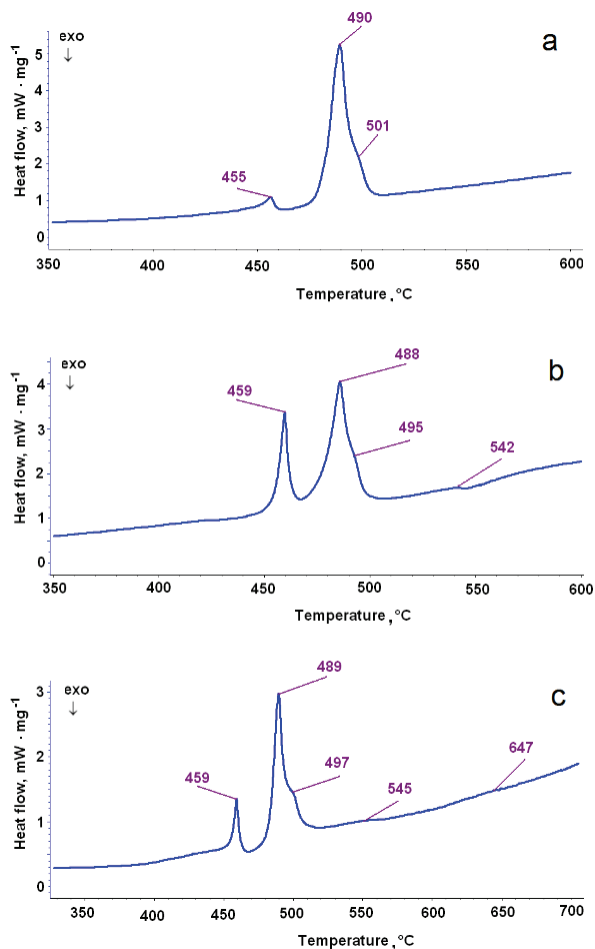 exo
↓
a
490
501
455
Heat flow, mW · mg⁻¹
5
4
3
2
1
0
350 400 450 500 550 600
Temperature, °C
exo
↓
b
488
459
495
542
Heat flow, mW · mg⁻¹
4
3
2
1
0
350 400 450 500 550 600
Temperature, °C
exo
↓
c
489
497
647
459
545
Heat flow, mW · mg⁻¹
3
2
1
0
350 400 450 500 550 600 650 700
Temperature, °C